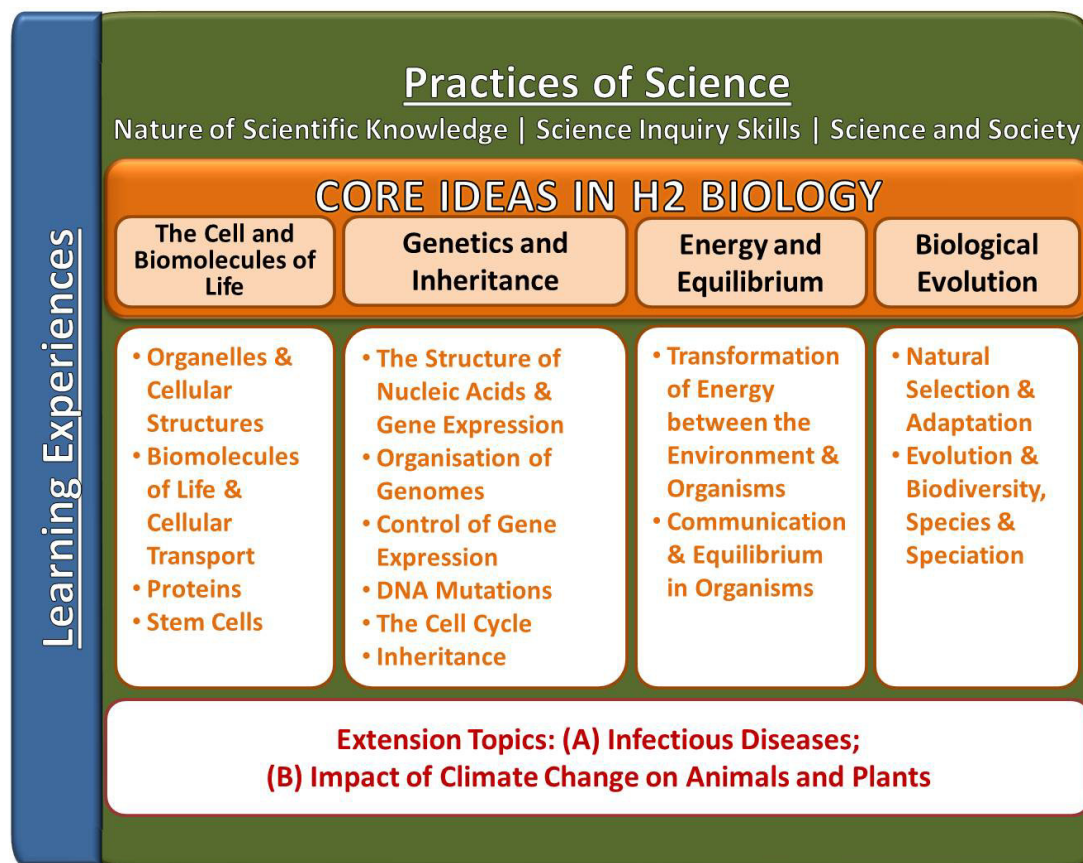 Learning Experiences
Practices of Science
Nature of Scientific Knowledge | Science Inquiry Skills | Science and Society
CORE IDEAS IN H2 BIOLOGY
The Cell and
Biomolecules of
Life
• Organelles &
Cellular
Structures
• Biomolecules
of Life &
Cellular
Transport
• Proteins
• Stem Cells
Genetics and
Inheritance
• The Structure of
Nucleic Acids &
Gene Expression
• Organisation of
Genomes
• Control of Gene
Expression
• DNA Mutations
• The Cell Cycle
• Inheritance
Energy and
Equilibrium
• Transformation
of Energy
between the
Environment &
Organisms
• Communication
& Equilibrium
in Organisms
Biological
Evolution
• Natural
Selection &
Adaptation
• Evolution &
Biodiversity,
Species &
Speciation
Extension Topics: (A) Infectious Diseases;
(B) Impact of Climate Change on Animals and Plants